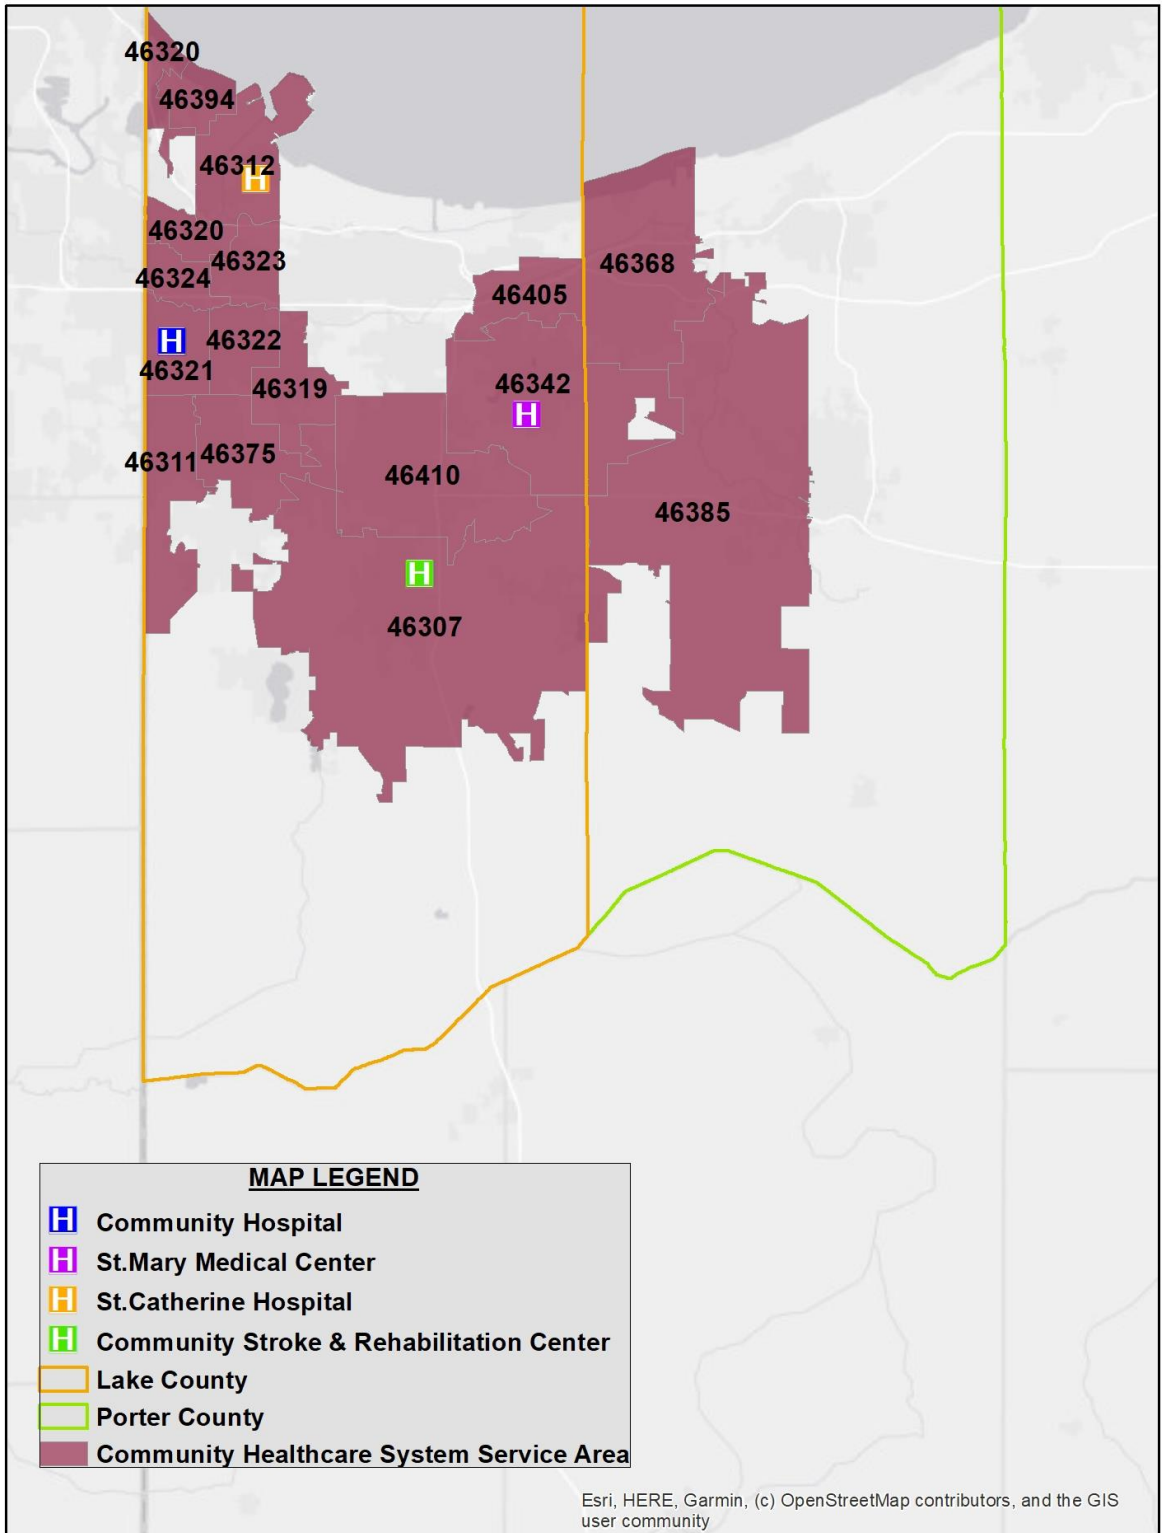 46320
46394
46312
H
46320
46323
46324
46368
46405
H
46322
46321
46342
46319
H
46311
46375
46410
46385
H
46307
MAP LEGEND
H Community Hospital
H St.Mary Medical Center
H St.Catherine Hospital
H Community Stroke & Rehabilitation Center
Lake County
Porter County
Community Healthcare System Service Area
Esri, HERE, Garmin, (c) OpenStreetMap contributors, and the GIS
user community